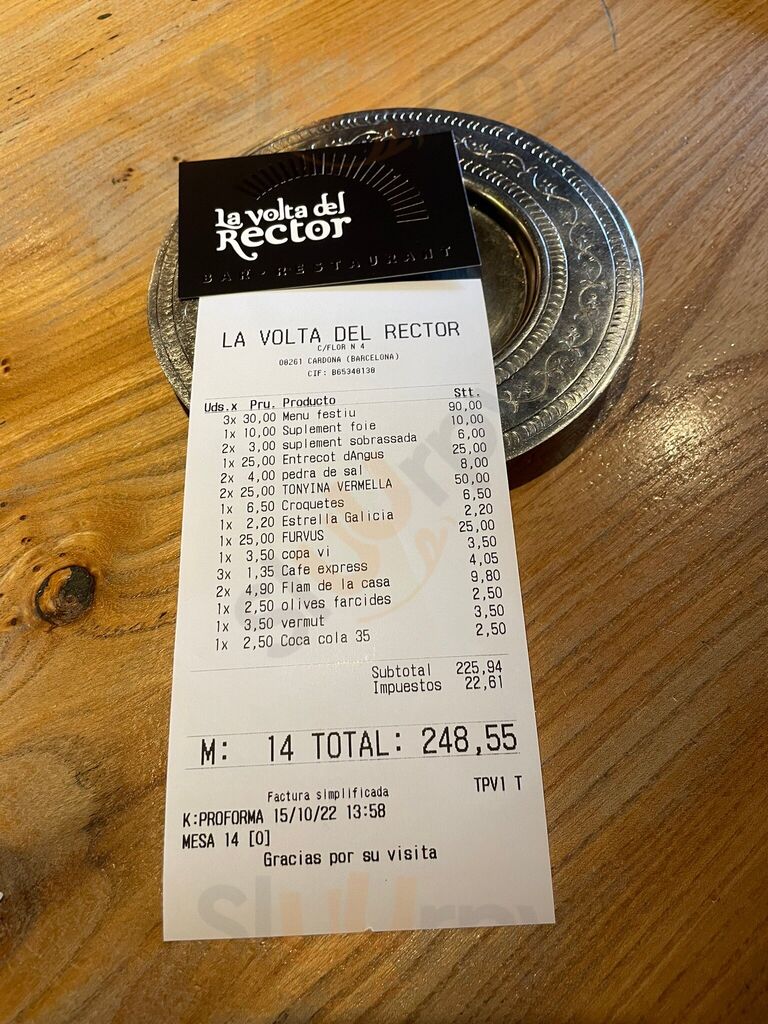 La volta del
Rector
BAR · RESTAURANT
LA VOLTA DEL RECTOR
C/FLOR N 4
08261 CARDONA (BARCELONA)
CIF: B65348138
Uds.x Pru. Producto Stt.
3x 30,00 Menu festiu 90,00
1x 10,00 Suplement foie 10,00
2x 3,00 suplement sobrassada 6,00
1x 25,00 Entrecot dAngus 25,00
2x 4,00 pedra de sal 8,00
2x 25,00 TONYINA VERMELLA 50,00
1x 6,50 Croquetes 6,50
1x 2,20 Estrella Galicia 2,20
1x 25,00 FURVUS 25,00
1x 3,50 copa vi 3,50
3x 1,35 Cafe express 4,05
2x 4,90 Flam de la casa 9,80
1x 2,50 olives farcides 2,50
1x 3,50 vermut 3,50
1x 2,50 Coca cola 35 2,50
Subtotal 225,94
Impuestos 22,61
M: 14 TOTAL: 248,55
Factura simplificada TPV1 T
K:PROFORMA 15/10/22 13:58
MESA 14 [0]
Gracias por su visita
Sluurpy